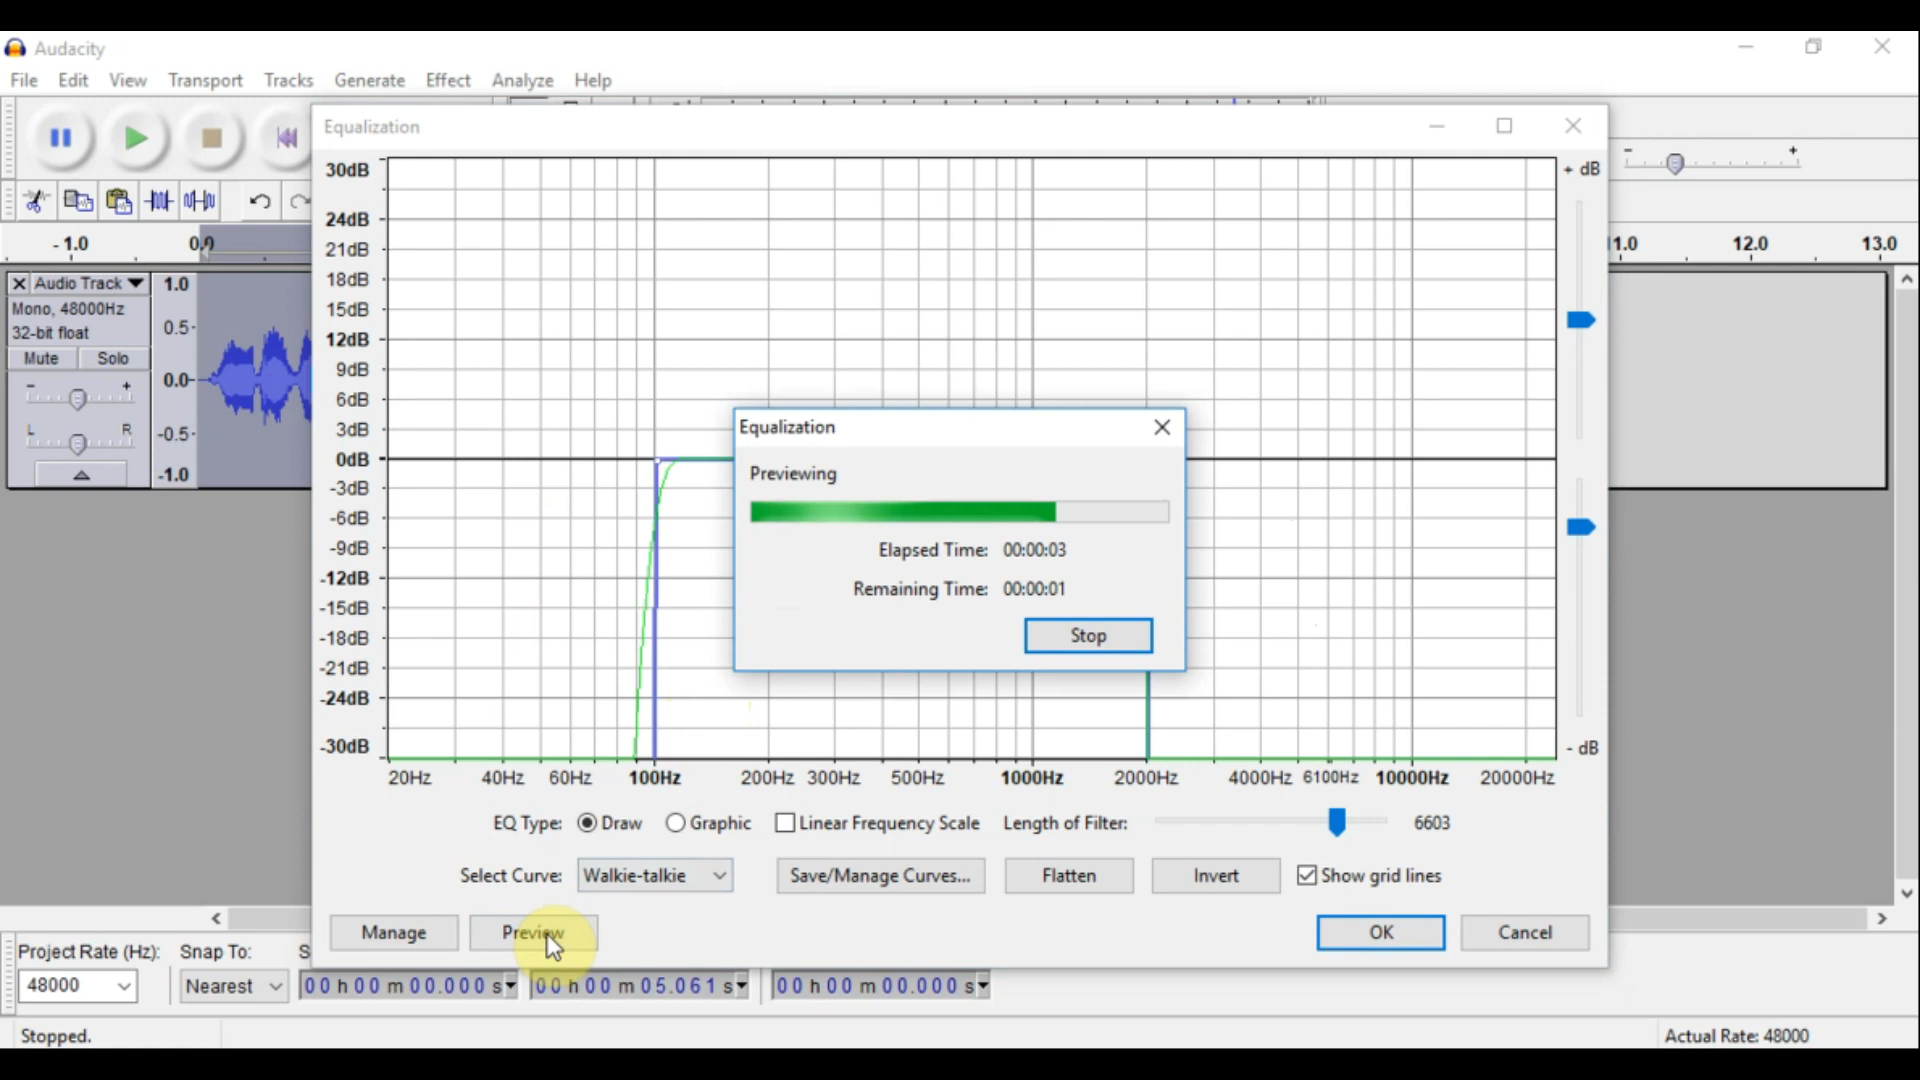 Audacity
File Edit View Transport Tracks Generate Effect Analyze Help
Equalization
- +
-1.0 0.0 11.0 12.0 13.0
Audio Track
Mono, 48000Hz
32-bit float
Mute Solo
- +
L R
1.0
0.5-
0.0-
-0.5-
-1.0
30dB
24dB
21dB
18dB
15dB
12dB
9dB
6dB
3dB
0dB
-3dB
-6dB
-9dB
-12dB
-15dB
-18dB
-21dB
-24dB
-30dB
+ dB
- dB
Equalization
Previewing
Elapsed Time: 00:00:03
Remaining Time: 00:00:01
Stop
20Hz 40Hz 60Hz 100Hz 200Hz 300Hz 500Hz 1000Hz 2000Hz 4000Hz 6100Hz 10000Hz 20000Hz
EQ Type: Draw Graphic Linear Frequency Scale Length of Filter: 6603
Select Curve: Walkie-talkie Save/Manage Curves... Flatten Invert Show grid lines
Manage Preview OK Cancel
Project Rate (Hz): Snap To: S
48000 Nearest 00 h 00 m 00.000 s 00 h 00 m 05.061 s 00 h 00 m 00.000 s
Stopped. Actual Rate: 48000